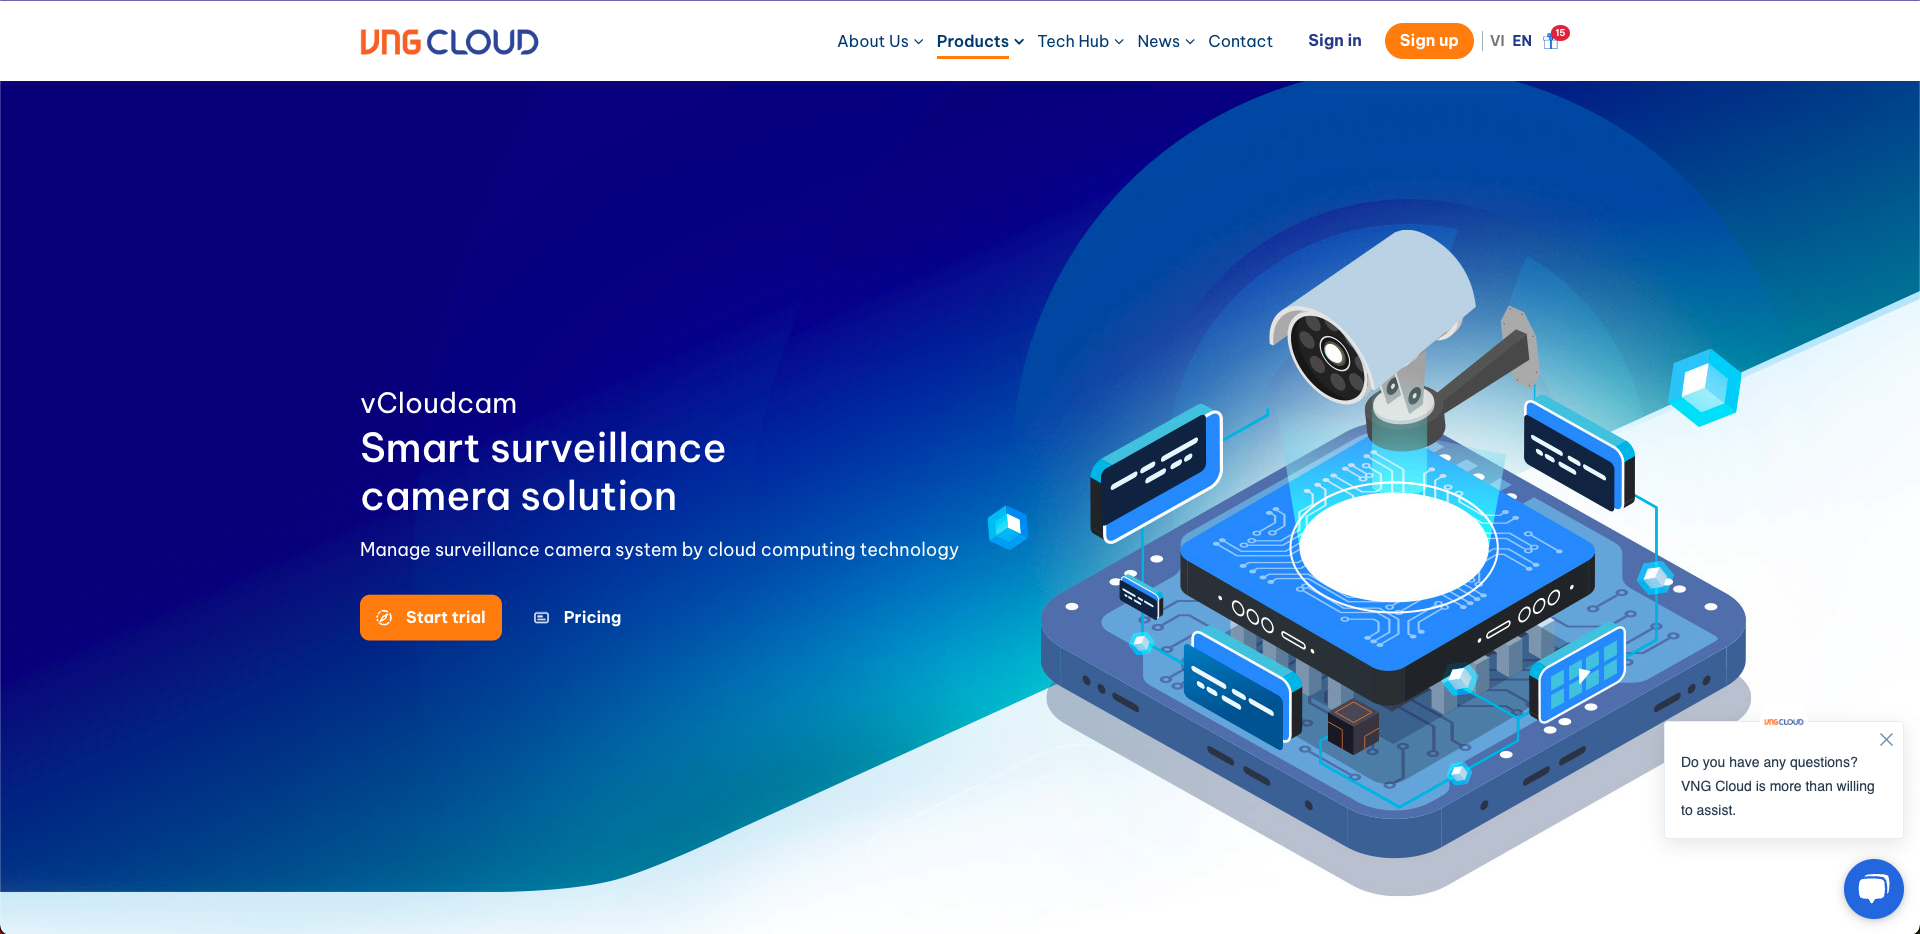 VNG CLOUD
About Us
Products
Tech Hub
News
Contact
Sign in
Sign up
VI
EN
15
vCloudcam
Smart surveillance
camera solution
Manage surveillance camera system by cloud computing technology
Start trial
Pricing
VNG CLOUD
Do you have any questions?
VNG Cloud is more than willing
to assist.